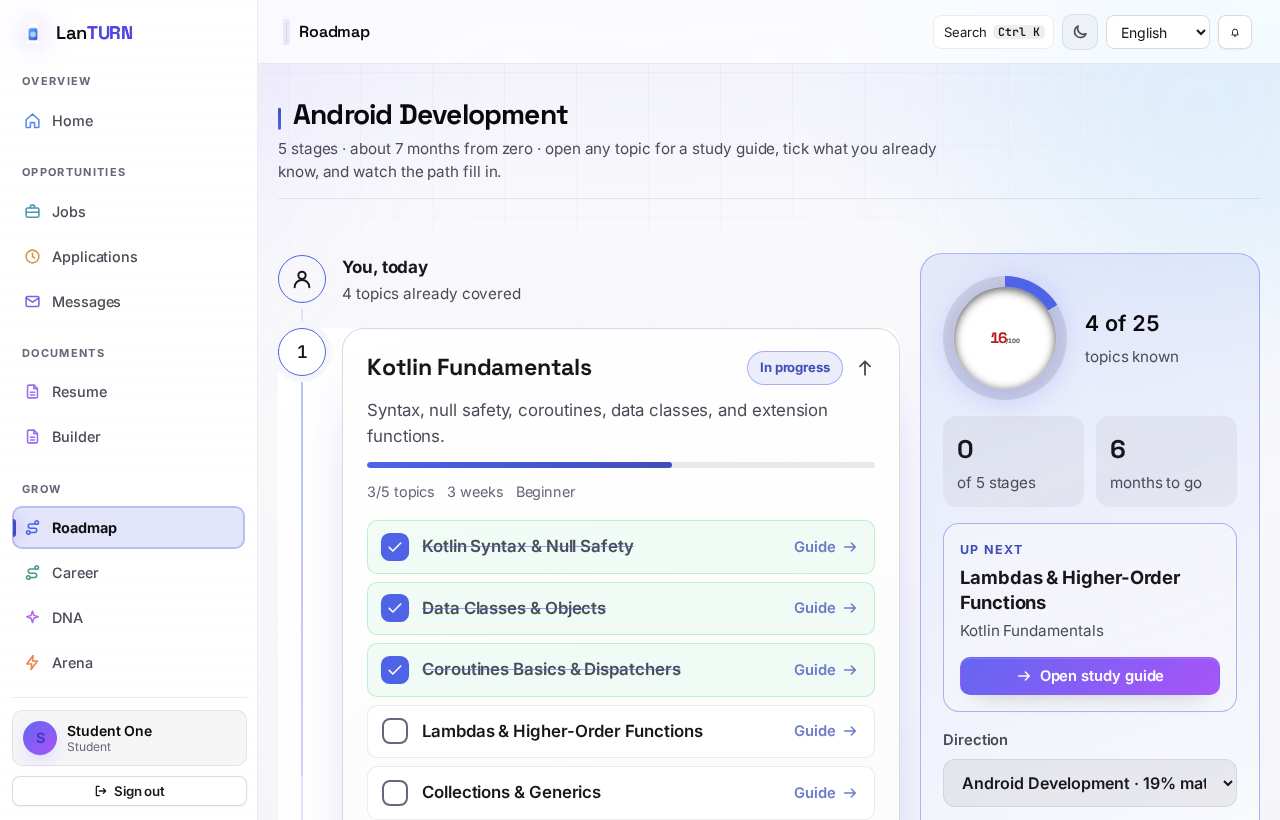 LanTURN
OVERVIEW
Home
OPPORTUNITIES
Jobs
Applications
Messages
DOCUMENTS
Resume
Builder
GROW
Roadmap
Career
DNA
Arena
S
Student One
Student
Sign out
Roadmap
Search Ctrl K
English
Android Development
5 stages · about 7 months from zero · open any topic for a study guide, tick what you already
know, and watch the path fill in.
You, today
4 topics already covered
1
Kotlin Fundamentals
In progress
Syntax, null safety, coroutines, data classes, and extension
functions.
3/5 topics 3 weeks Beginner
Kotlin Syntax & Null Safety Guide
Data Classes & Objects Guide
Coroutines Basics & Dispatchers Guide
Lambdas & Higher-Order Functions Guide
Collections & Generics Guide
16/100
4 of 25
topics known
0
of 5 stages
6
months to go
UP NEXT
Lambdas & Higher-Order
Functions
Kotlin Fundamentals
Open study guide
Direction
Android Development · 19% mat